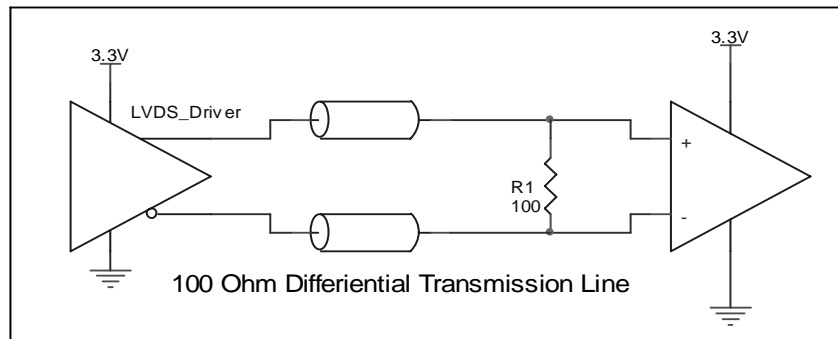 3.3V
3.3V
LVDS_Driver
+
R1
100
-
100 Ohm Differiential Transmission Line